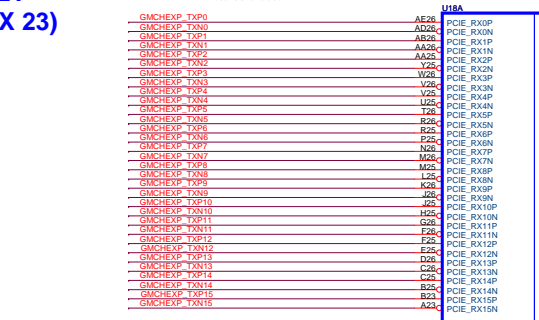 X 23)
U18A
GMCHEXP_TXP0 AE26 PCIE_RX0P
GMCHEXP_TXN0 AD26 PCIE_RX0N
GMCHEXP_TXP1 AB26 PCIE_RX1P
GMCHEXP_TXN1 AA26 PCIE_RX1N
GMCHEXP_TXP2 AA25 PCIE_RX2P
GMCHEXP_TXN2 Y25 PCIE_RX2N
GMCHEXP_TXP3 W26 PCIE_RX3P
GMCHEXP_TXN3 V26 PCIE_RX3N
GMCHEXP_TXP4 V25 PCIE_RX4P
GMCHEXP_TXN4 U25 PCIE_RX4N
GMCHEXP_TXP5 T26 PCIE_RX5P
GMCHEXP_TXN5 R26 PCIE_RX5N
GMCHEXP_TXP6 R25 PCIE_RX6P
GMCHEXP_TXN6 P25 PCIE_RX6N
GMCHEXP_TXP7 N26 PCIE_RX7P
GMCHEXP_TXN7 M26 PCIE_RX7N
GMCHEXP_TXP8 M25 PCIE_RX8P
GMCHEXP_TXN8 L25 PCIE_RX8N
GMCHEXP_TXP9 K26 PCIE_RX9P
GMCHEXP_TXN9 J26 PCIE_RX9N
GMCHEXP_TXP10 J25 PCIE_RX10P
GMCHEXP_TXN10 H25 PCIE_RX10N
GMCHEXP_TXP11 G26 PCIE_RX11P
GMCHEXP_TXN11 F26 PCIE_RX11N
GMCHEXP_TXP12 F25 PCIE_RX12P
GMCHEXP_TXN12 E25 PCIE_RX12N
GMCHEXP_TXP13 D26 PCIE_RX13P
GMCHEXP_TXN13 C26 PCIE_RX13N
GMCHEXP_TXP14 C25 PCIE_RX14P
GMCHEXP_TXN14 B25 PCIE_RX14N
GMCHEXP_TXP15 B23 PCIE_RX15P
GMCHEXP_TXN15 A23 PCIE_RX15N